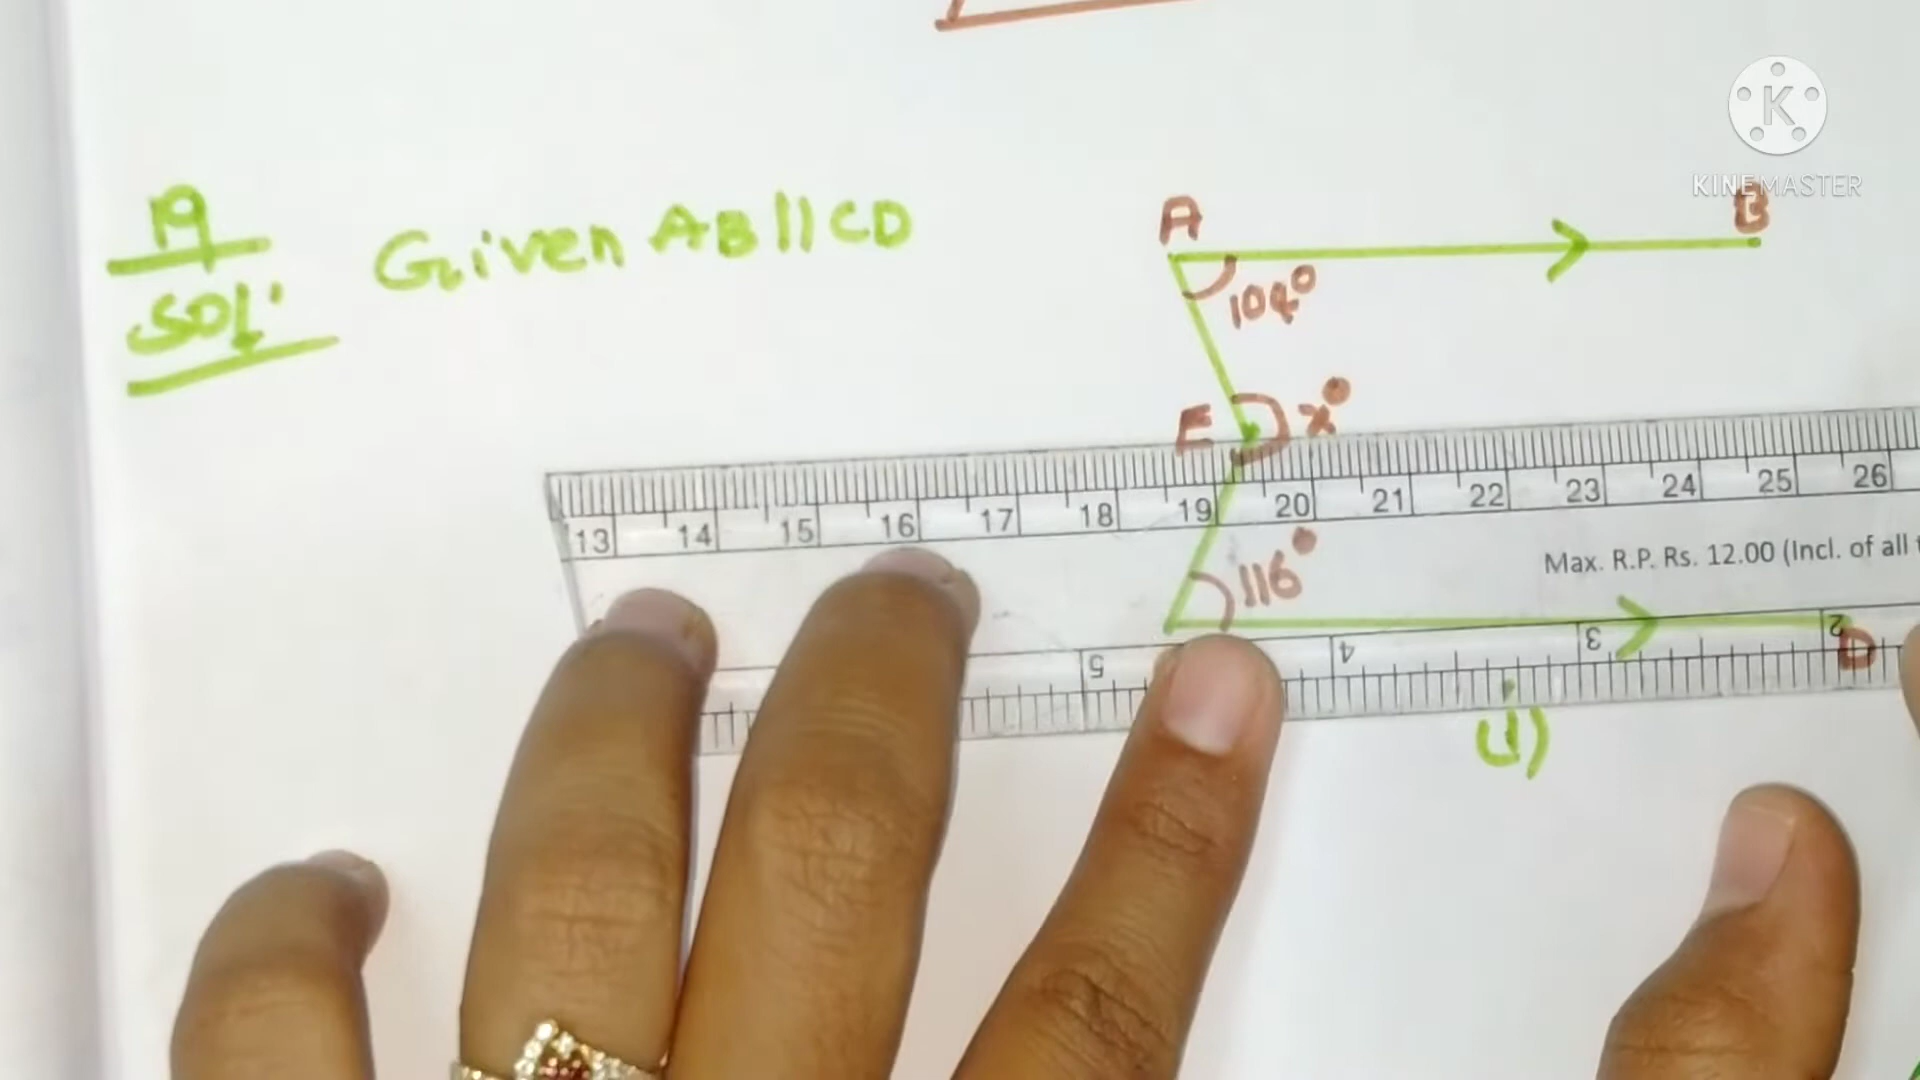 KINEMASTER
19
Sol:
Given AB || CD
A
B
104°
E
x°
13 14 15 16 17 18 19 20 21 22 23 24 25 26
Max. R.P. Rs. 12.00 (Incl. of all
116°
5 4 3 2
D